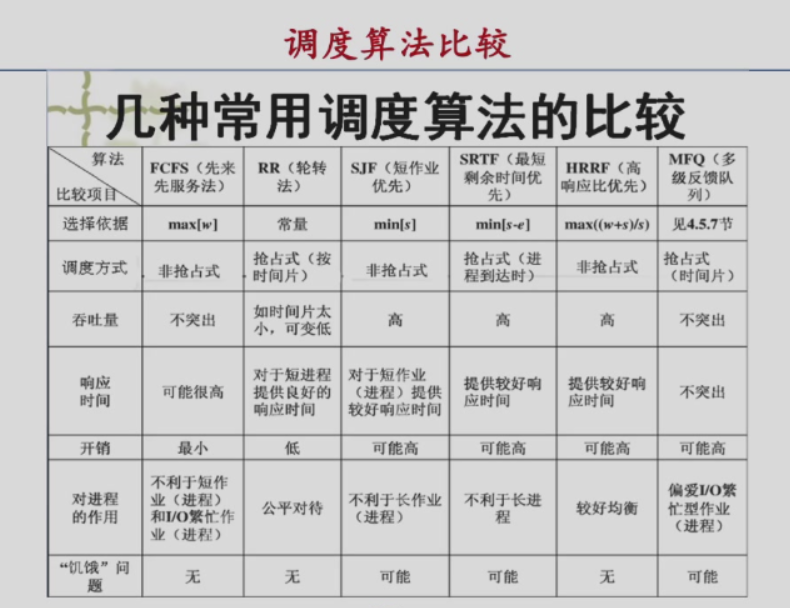 调度算法比较
几种常用调度算法的比较
算法
比较项目
FCFS（先来
先服务法）
RR（轮转
法）
SJF（短作业
优先）
SRTF（最短
剩余时间优
先）
HRRF（高
响应比优先）
MFQ（多
级反馈队
列）
选择依据
max[w]
常量
min[s]
min[s-e]
max((w+s)/s)
见4.5.7节
调度方式
非抢占式
抢占式（按
时间片）
非抢占式
抢占式（进
程到达时）
非抢占式
抢占式
（时间片）
吞吐量
不突出
如时间片太
小，可变低
高
高
高
不突出
响应
时间
可能很高
对于短进程
提供良好的
响应时间
对于短作业
（进程）提供
较好响应时间
提供较好响
应时间
提供较好响
应时间
不突出
开销
最小
低
可能高
可能高
可能高
可能高
对进程
的作用
不利于短作
业（进程）
和I/O繁忙作
业（进程）
公平对待
不利于长作业
（进程）
不利于长进
程
较好均衡
偏爱I/O繁
忙型作业
（进程）
“饥饿”问
题
无
无
可能
可能
无
可能